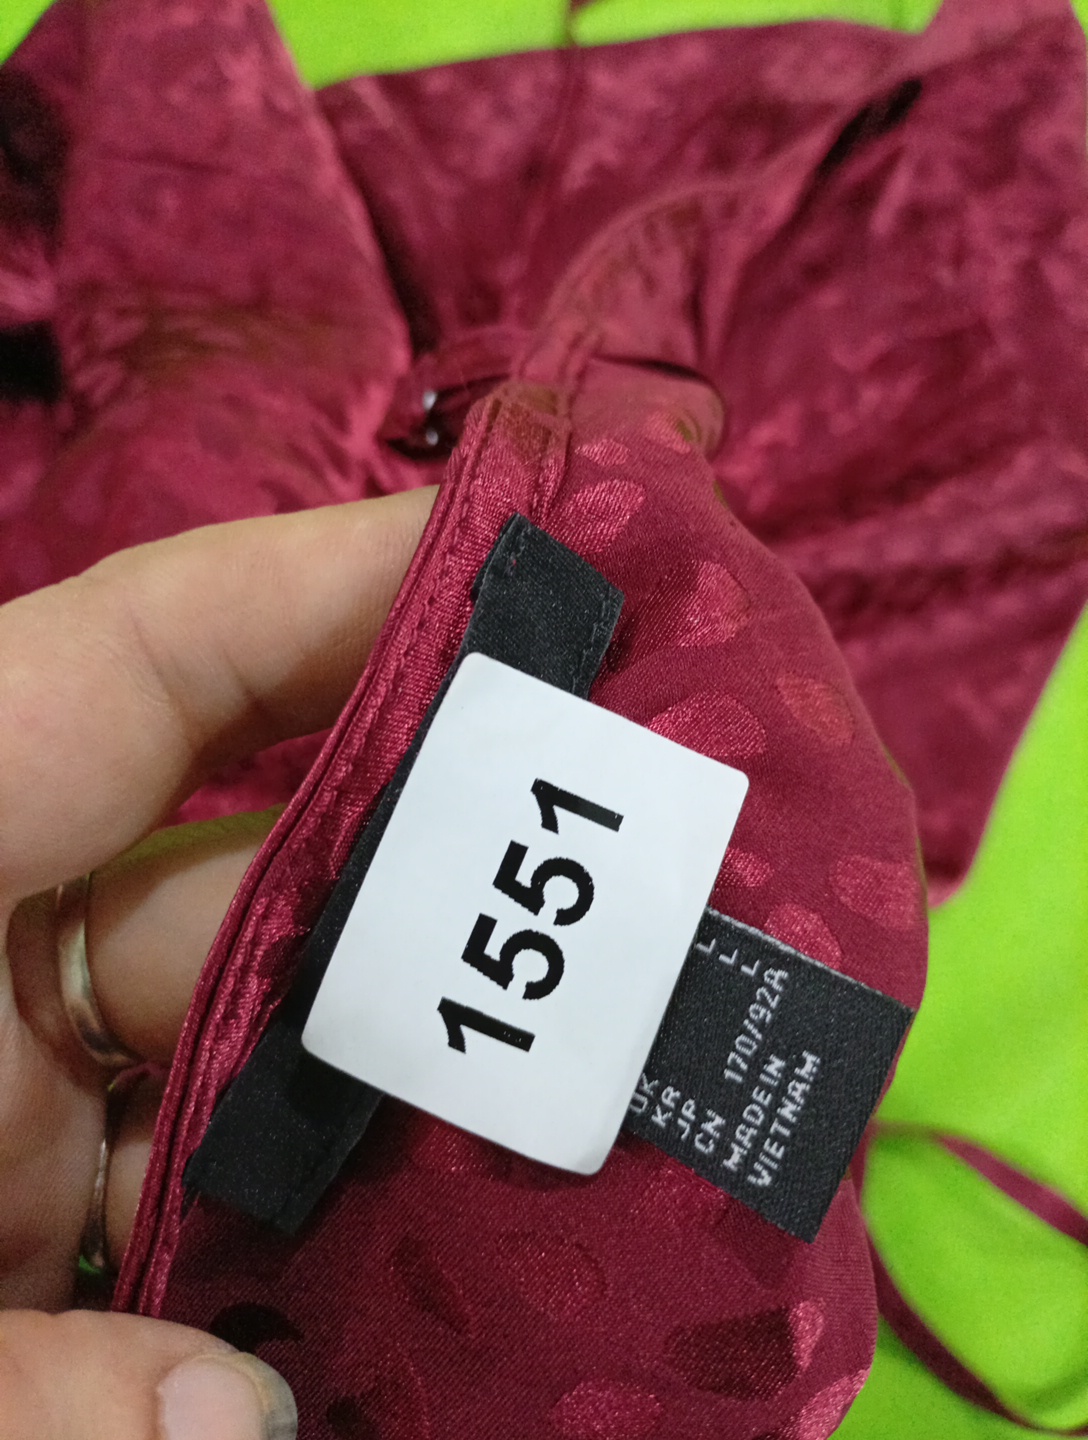 1551
UK L
KR L
JP L
CN 170/92A
MADE IN
VIETNAM